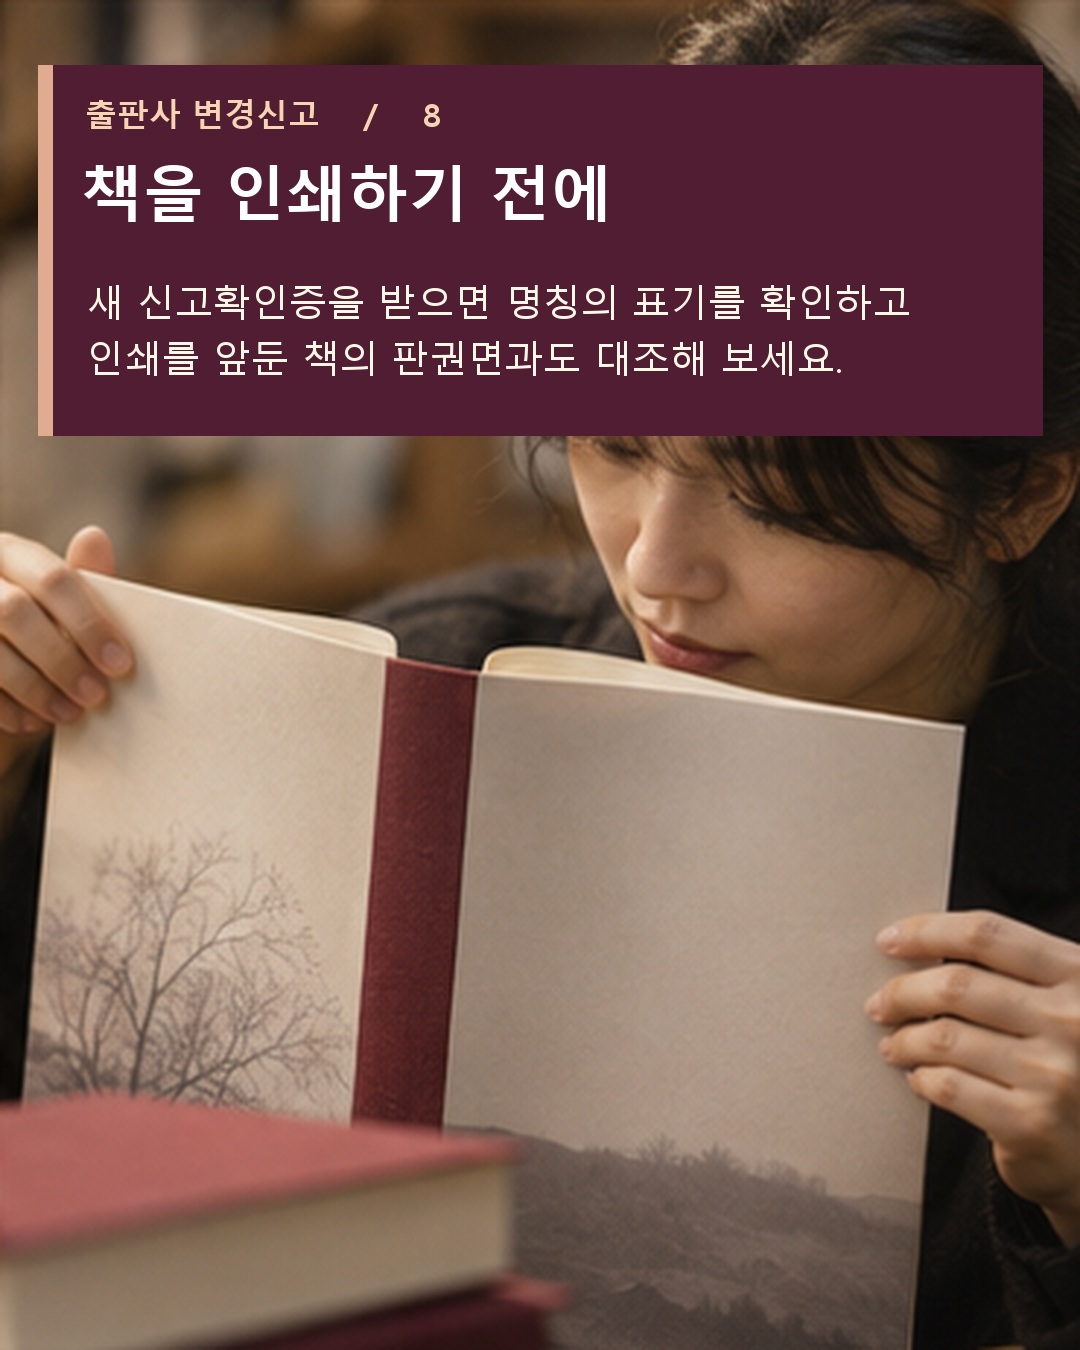 출판사 변경신고 / 8
책을 인쇄하기 전에
새 신고확인증을 받으면 명칭의 표기를 확인하고
인쇄를 앞둔 책의 판권면과도 대조해 보세요.